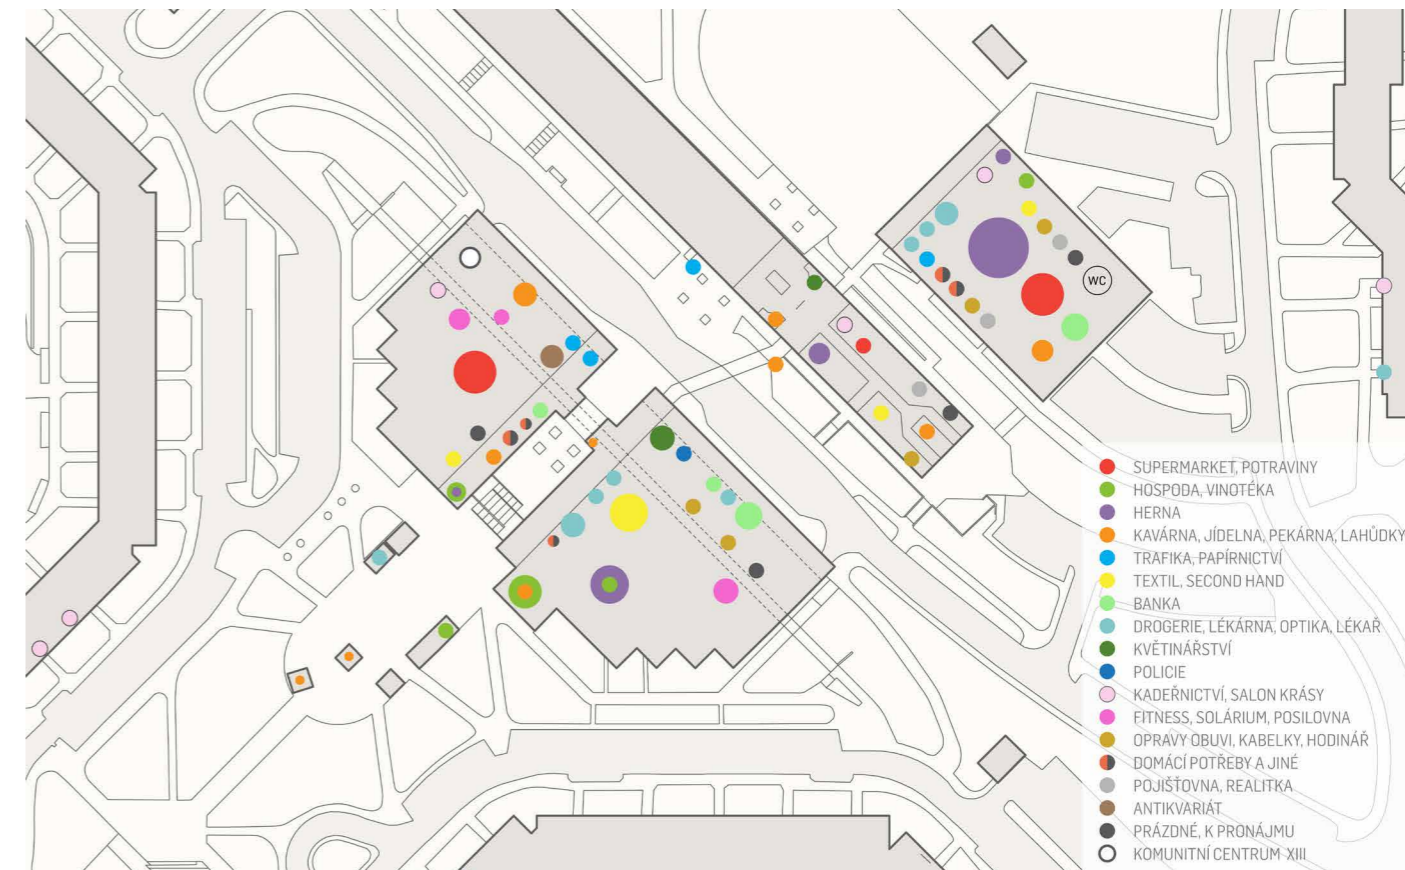 WC
SUPERMARKET, POTRAVINY
HOSPODA, VINOTÉKA
HERNA
KAVÁRNA, JÍDELNA, PEKÁRNA, LAHŮDKY
TRAFIKA, PAPÍRNICTVÍ
TEXTIL, SECOND HAND
BANKA
DROGERIE, LÉKÁRNA, OPTIKA, LÉKAŘ
KVĚTINÁŘSTVÍ
POLICIE
KADEŘNICTVÍ, SALON KRÁSY
FITNESS, SOLÁRIUM, POSILOVNA
OPRAVY OBUVI, KABELKY, HODINÁŘ
DOMÁCÍ POTŘEBY A JINÉ
POJIŠŤOVNA, REALITKA
ANTIKVARIÁT
PRÁZDNÉ, K PRONÁJMU
KOMUNITNÍ CENTRUM XIII